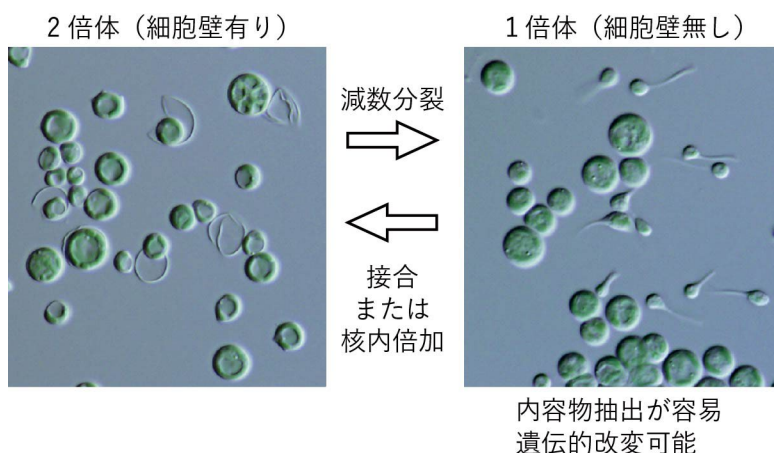 2倍体（細胞壁有り）
1倍体（細胞壁無し）
減数分裂
接合
または
核内倍加
内容物抽出が容易
遺伝的改変可能